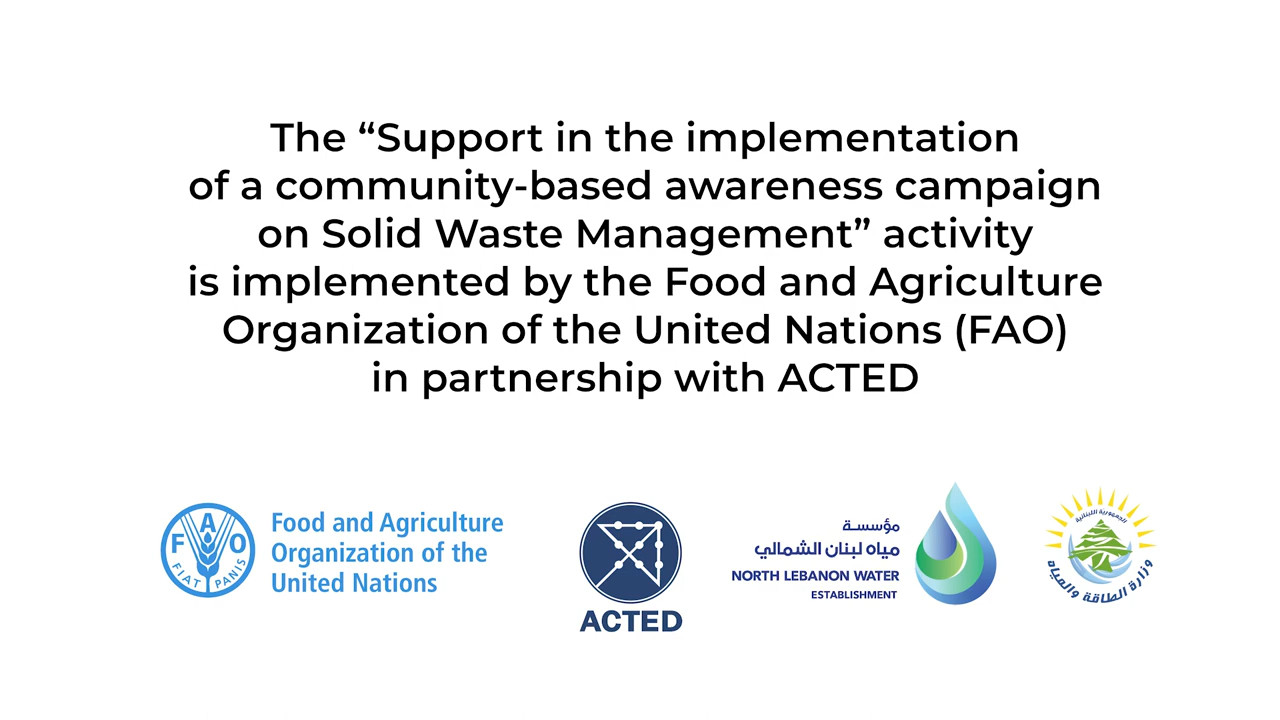 The “Support in the implementation
of a community-based awareness campaign
on Solid Waste Management” activity
is implemented by the Food and Agriculture
Organization of the United Nations (FAO)
in partnership with ACTED
F A O
FIAT PANIS
Food and Agriculture
Organization of the
United Nations
ACTED
مؤسسة
مياه لبنان الشمالي
NORTH LEBANON WATER
ESTABLISHMENT
الجمهورية اللبنانية
وزارة الطاقة والمياه